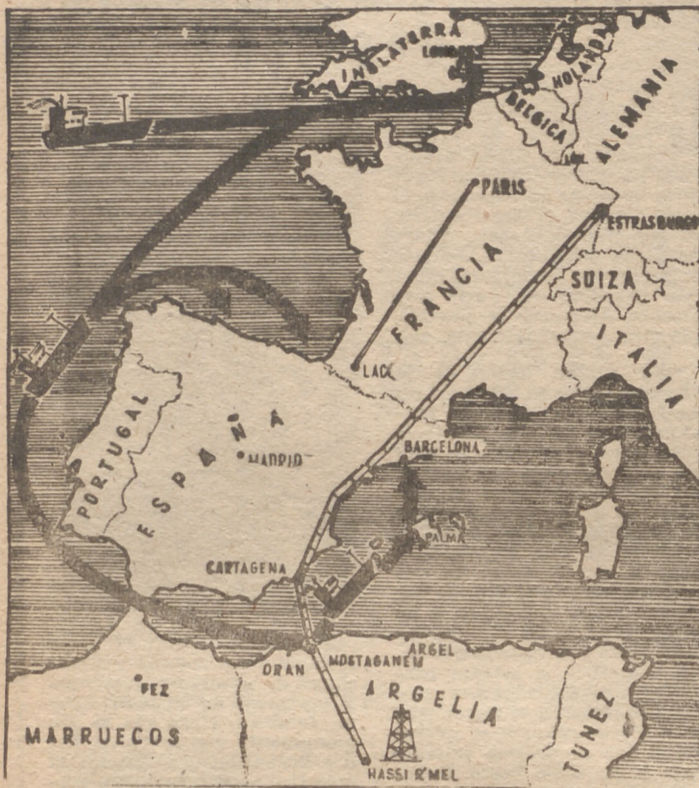 INGLATERRA
LONDRES
HOLANDA
BELGICA
LUX.
ALEMANIA
PARIS
ESTRASBURGO
FRANCIA
SUIZA
ITALIA
LACQ
PORTUGAL
ESPAÑA
MADRID
BARCELONA
PALMA
CARTAGENA
ORAN
MOSTAGANEM
ARGEL
ARGELIA
FEZ
MARRUECOS
TUNEZ
HASSI R'MEL